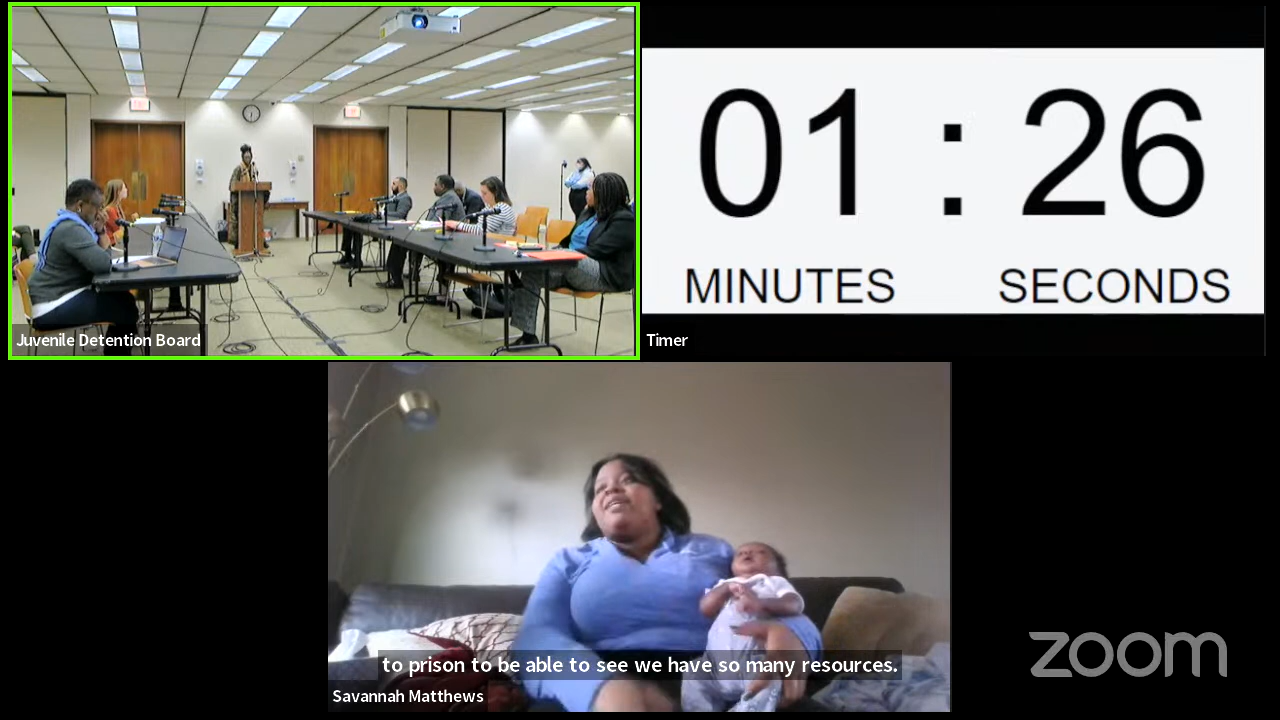 01 : 26
MINUTES SECONDS
Juvenile Detention Board
Timer
to prison to be able to see we have so many resources.
Savannah Matthews
zoom